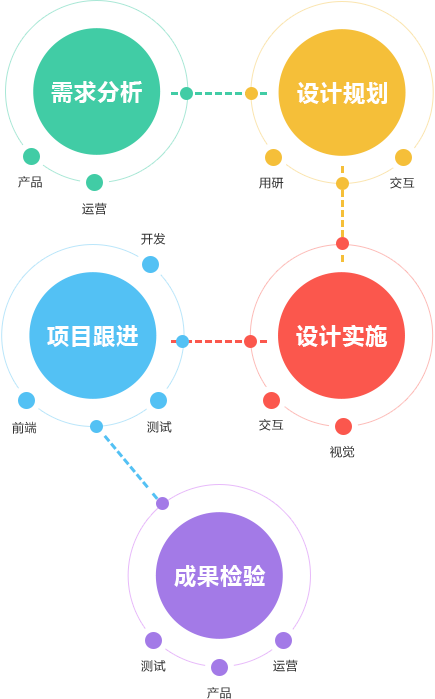 需求分析
设计规划
产品
运营
用研
交互
开发
项目跟进
设计实施
前端
测试
交互
视觉
成果检验
测试
产品
运营